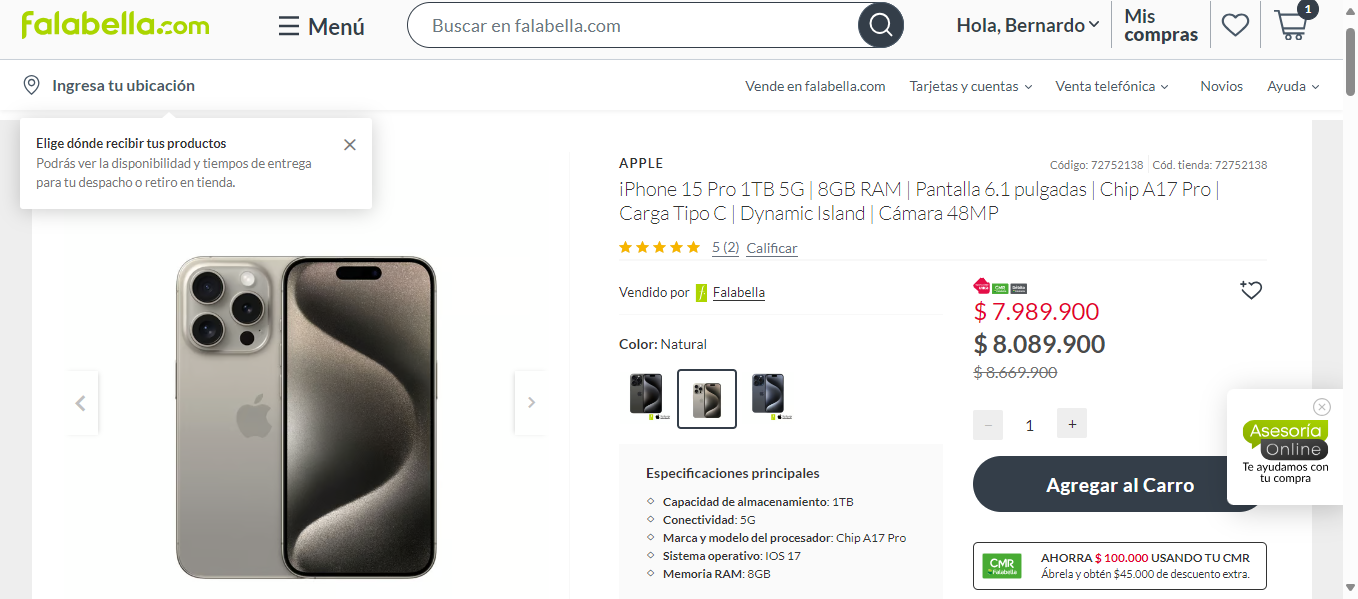 falabella.com
Menú
Buscar en falabella.com
Hola, Bernardo
Mis
compras
1
Ingresa tu ubicación
Vende en falabella.com
Tarjetas y cuentas
Venta telefónica
Novios
Ayuda
Elige dónde recibir tus productos
Podrás ver la disponibilidad y tiempos de entrega
para tu despacho o retiro en tienda.
APPLE
Código: 72752138
Cód. tienda: 72752138
iPhone 15 Pro 1TB 5G | 8GB RAM | Pantalla 6.1 pulgadas | Chip A17 Pro |
Carga Tipo C | Dynamic Island | Cámara 48MP
5 (2)
Calificar
Vendido por
Falabella
Color: Natural
Especificaciones principales
Capacidad de almacenamiento: 1TB
Conectividad: 5G
Marca y modelo del procesador: Chip A17 Pro
Sistema operativo: IOS 17
Memoria RAM: 8GB
CMR
$ 7.989.900
$ 8.089.900
$ 8.669.900
− 1 +
Agregar al Carro
CMR
Falabella
AHORRA $ 100.000 USANDO TU CMR
Ábrela y obtén $45.000 de descuento extra.
Asesoría
Online
Te ayudamos con
tu compra